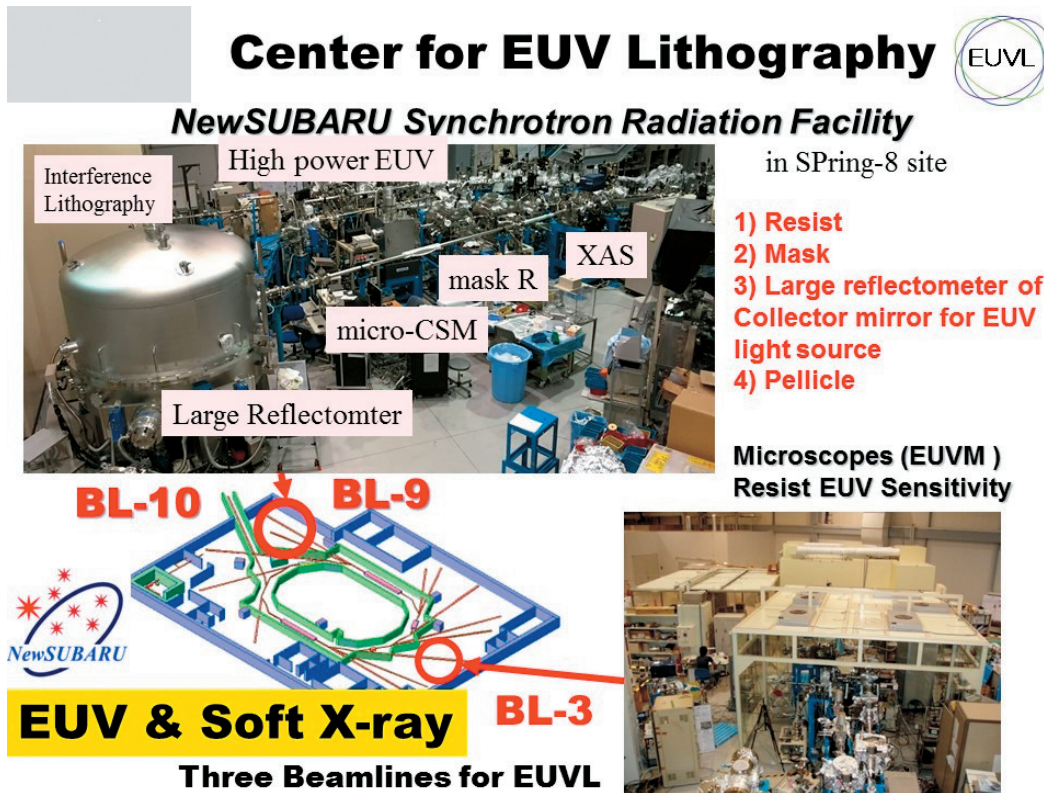 Center for EUV Lithography
EUVL
NewSUBARU Synchrotron Radiation Facility
in SPring-8 site
Interference
Lithography
High power EUV
XAS
mask R
micro-CSM
Large Reflectomter
1) Resist
2) Mask
3) Large reflectometer of
Collector mirror for EUV
light source
4) Pellicle
Microscopes (EUVM )
Resist EUV Sensitivity
BL-10
BL-9
NewSUBARU
BL-3
EUV & Soft X-ray
Three Beamlines for EUVL